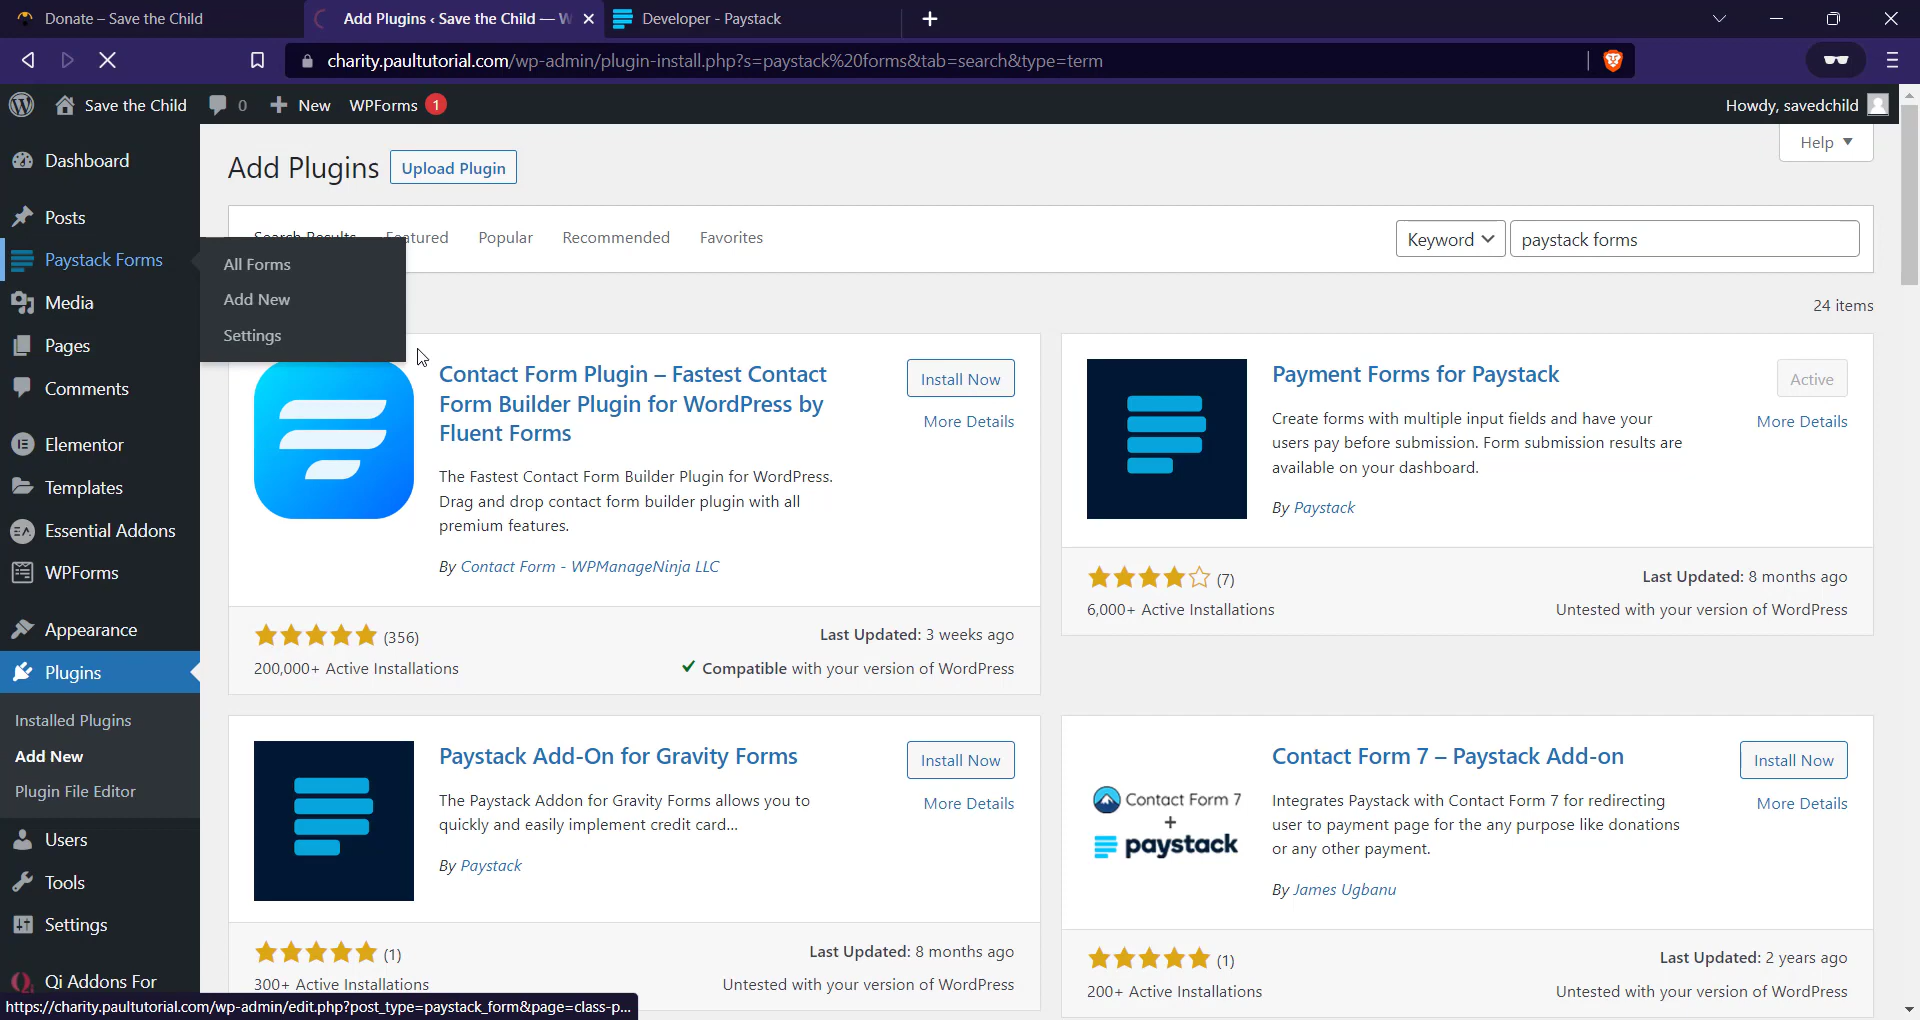 Donate – Save the Child
Add Plugins ‹ Save the Child — W
Developer - Paystack
charity.paultutorial.com/wp-admin/plugin-install.php?s=paystack%20forms&tab=search&type=term
Save the Child
0
New
WPForms
1
Howdy, savedchild
Dashboard
Posts
Paystack Forms
Media
Pages
Comments
Elementor
Templates
Essential Addons
WPForms
Appearance
Plugins
Installed Plugins
Add New
Plugin File Editor
Users
Tools
Settings
Qi Addons For
All Forms
Add New
Settings
Add Plugins
Upload Plugin
Help
Search Results
Featured
Popular
Recommended
Favorites
Keyword
paystack forms
24 items
Contact Form Plugin – Fastest Contact
Form Builder Plugin for WordPress by
Fluent Forms
Install Now
More Details
The Fastest Contact Form Builder Plugin for WordPress.
Drag and drop contact form builder plugin with all
premium features.
By Contact Form - WPManageNinja LLC
(356)
200,000+ Active Installations
Last Updated: 3 weeks ago
Compatible with your version of WordPress
Payment Forms for Paystack
Active
More Details
Create forms with multiple input fields and have your
users pay before submission. Form submission results are
available on your dashboard.
By Paystack
(7)
6,000+ Active Installations
Last Updated: 8 months ago
Untested with your version of WordPress
Paystack Add-On for Gravity Forms
Install Now
More Details
The Paystack Addon for Gravity Forms allows you to
quickly and easily implement credit card...
By Paystack
(1)
300+ Active Installations
Last Updated: 8 months ago
Untested with your version of WordPress
Contact Form 7
+
paystack
Contact Form 7 – Paystack Add-on
Install Now
More Details
Integrates Paystack with Contact Form 7 for redirecting
user to payment page for the any purpose like donations
or any other payment.
By James Ugbanu
(1)
200+ Active Installations
Last Updated: 2 years ago
Untested with your version of WordPress
https://charity.paultutorial.com/wp-admin/edit.php?post_type=paystack_form&page=class-p...